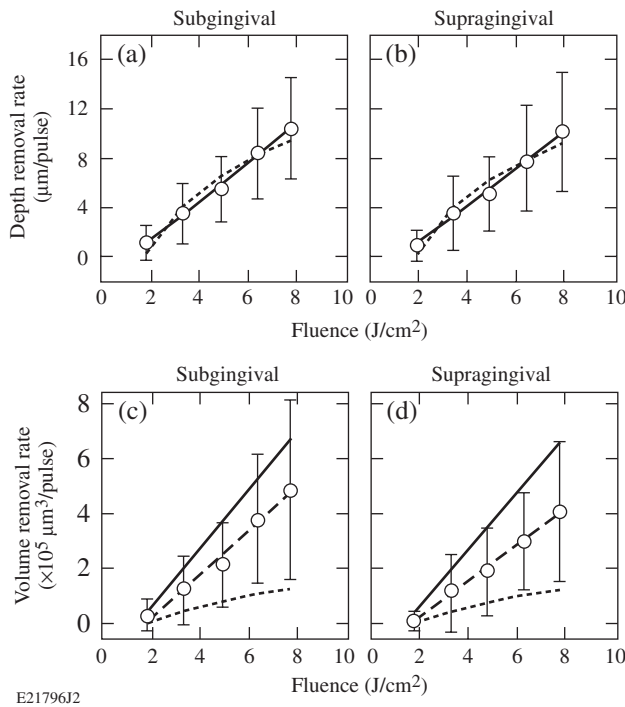 Subgingival Supragingival
(a) (b)
16
12
8
4
0
Depth removal rate
(μm/pulse)
0 2 4 6 8 10 0 2 4 6 8 10
Fluence (J/cm2)
Subgingival Supragingival
(c) (d)
8
6
4
2
0
Volume removal rate
(×10⁵ μm³/pulse)
0 2 4 6 8 10 0 2 4 6 8 10
Fluence (J/cm2)
E21796J2